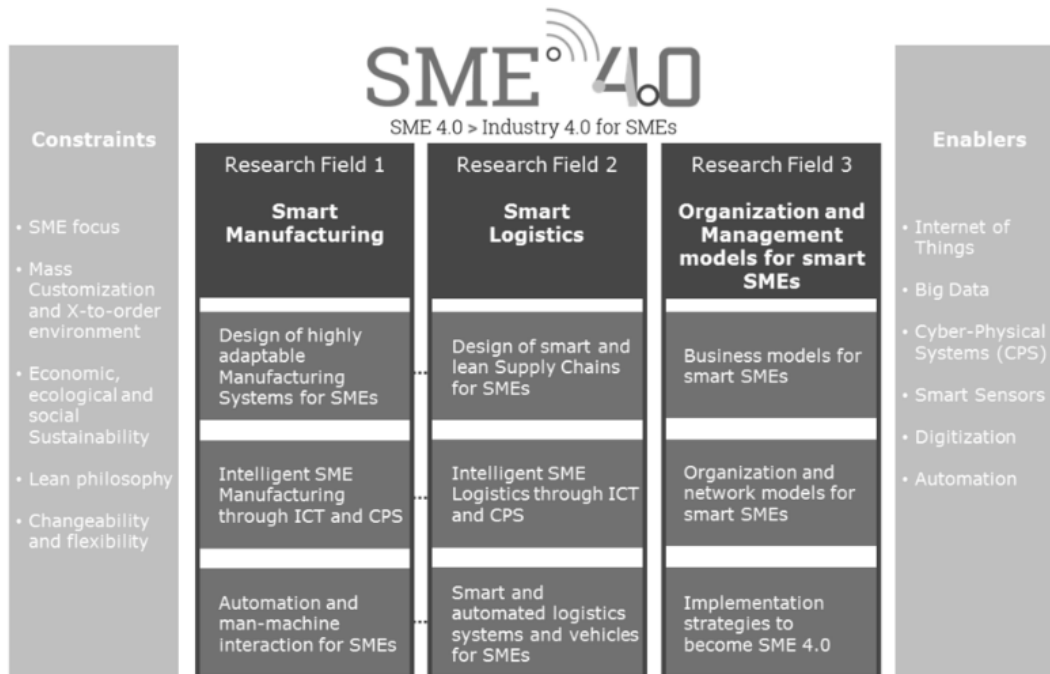 SME 4.0
SME 4.0 > Industry 4.0 for SMEs
Constraints
• SME focus
• Mass
Customization
and X-to-order
environment
• Economic,
ecological and
social
Sustainability
• Lean philosophy
• Changeability
and flexibility
Research Field 1
Smart
Manufacturing
Design of highly
adaptable
Manufacturing
Systems for SMEs
Intelligent SME
Manufacturing
through ICT and CPS
Automation and
man-machine
interaction for SMEs
Research Field 2
Smart
Logistics
Design of smart and
lean Supply Chains
for SMEs
Intelligent SME
Logistics through ICT
and CPS
Smart and
automated logistics
systems and vehicles
for SMEs
Research Field 3
Organization and
Management
models for smart
SMEs
Business models for
smart SMEs
Organization and
network models for
smart SMEs
Implementation
strategies to
become SME 4.0
Enablers
• Internet of
Things
• Big Data
• Cyber-Physical
Systems (CPS)
• Smart Sensors
• Digitization
• Automation